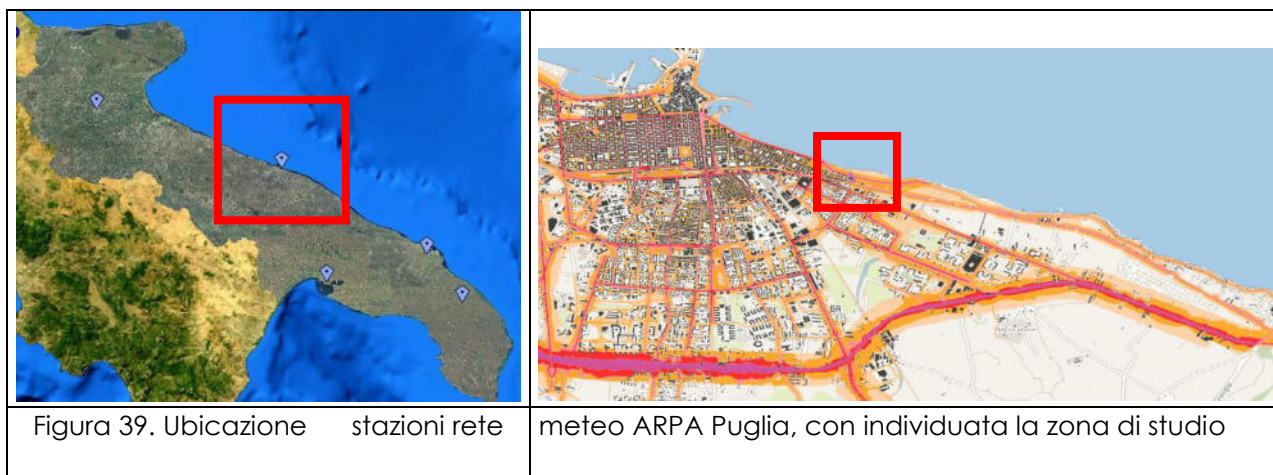 Figura 39. Ubicazione stazioni rete meteo ARPA Puglia, con individuata la zona di studio